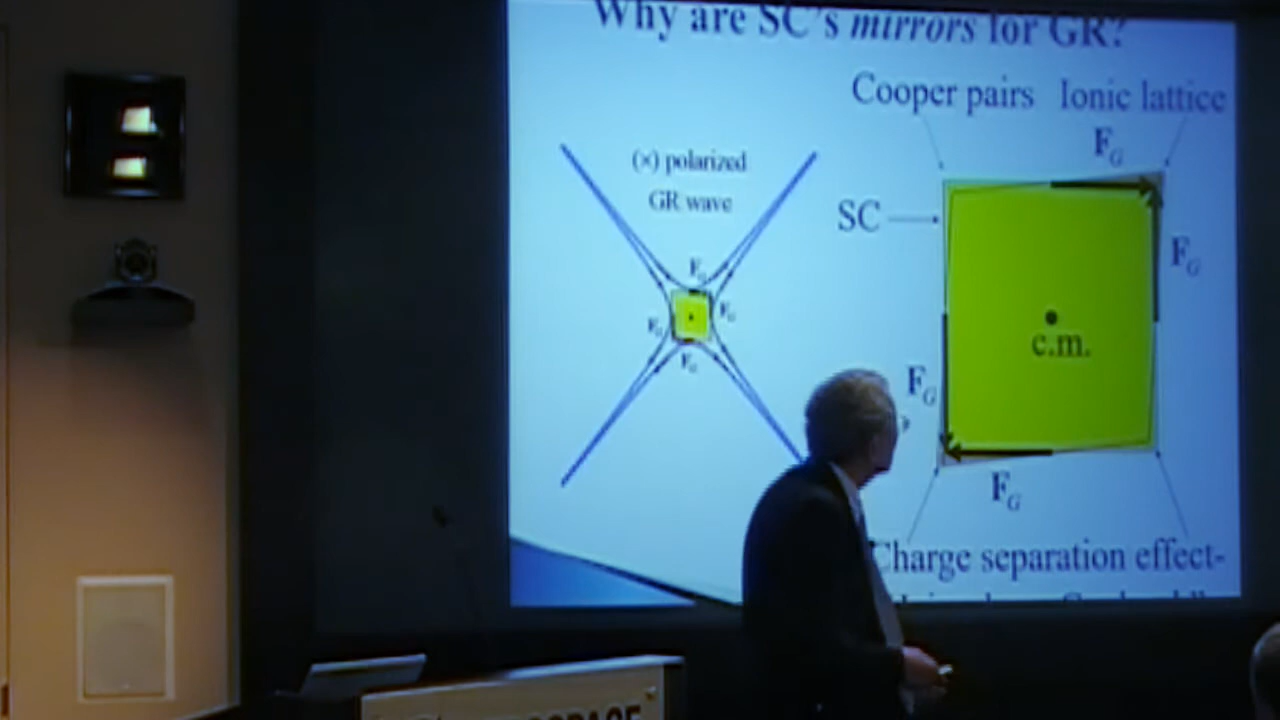 Why are SC's mirrors for GR?
Cooper pairs Ionic lattice
(×) polarized
GR wave
SC
F_G
F_G
F_G
F_G
F_G
F_G
F_G
F_G
c.m.
Charge separation effect-